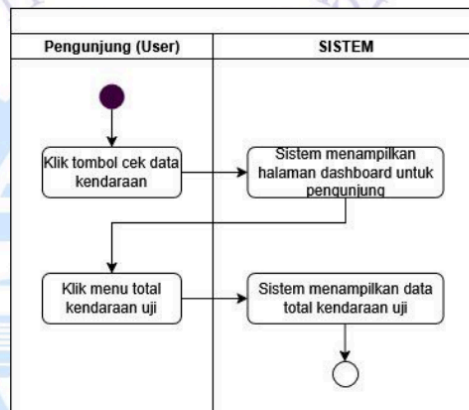 Pengunjung (User)
SISTEM
Klik tombol cek data
kendaraan
Sistem menampilkan
halaman dashboard untuk
pengunjung
Klik menu total
kendaraan uji
Sistem menampilkan data
total kendaraan uji